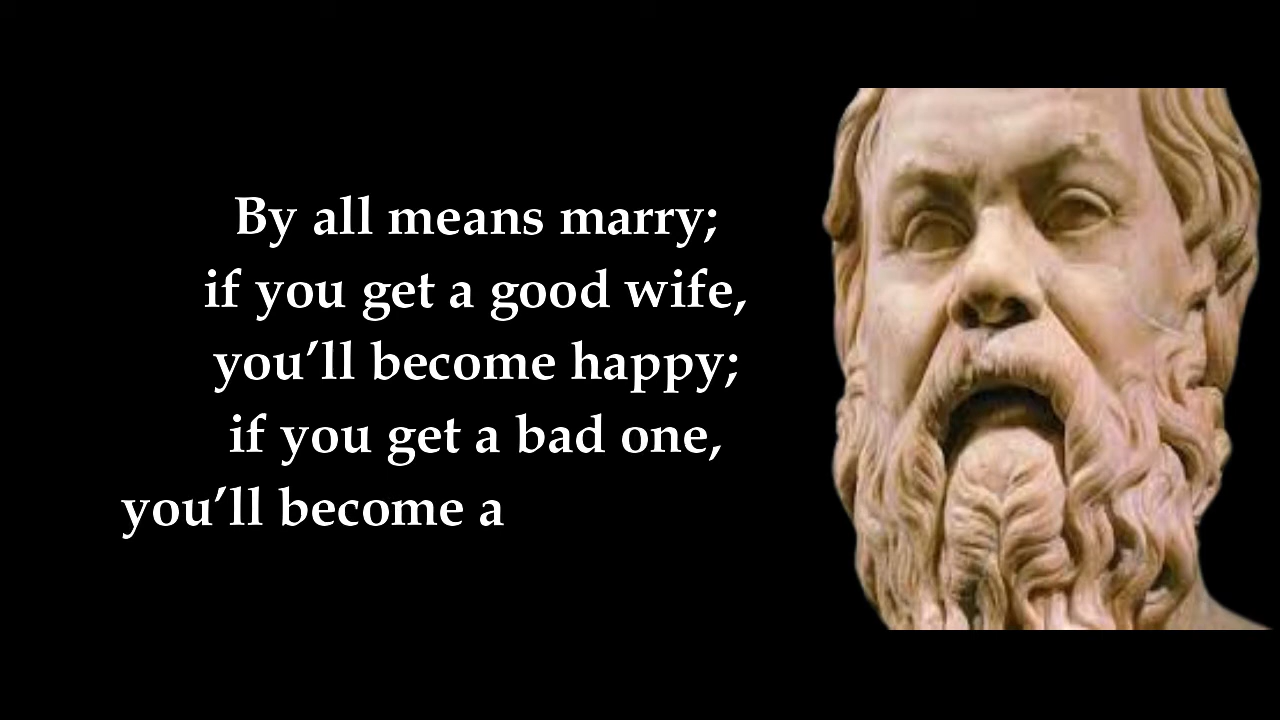 By all means marry;
if you get a good wife,
you’ll become happy;
if you get a bad one,
you’ll become a